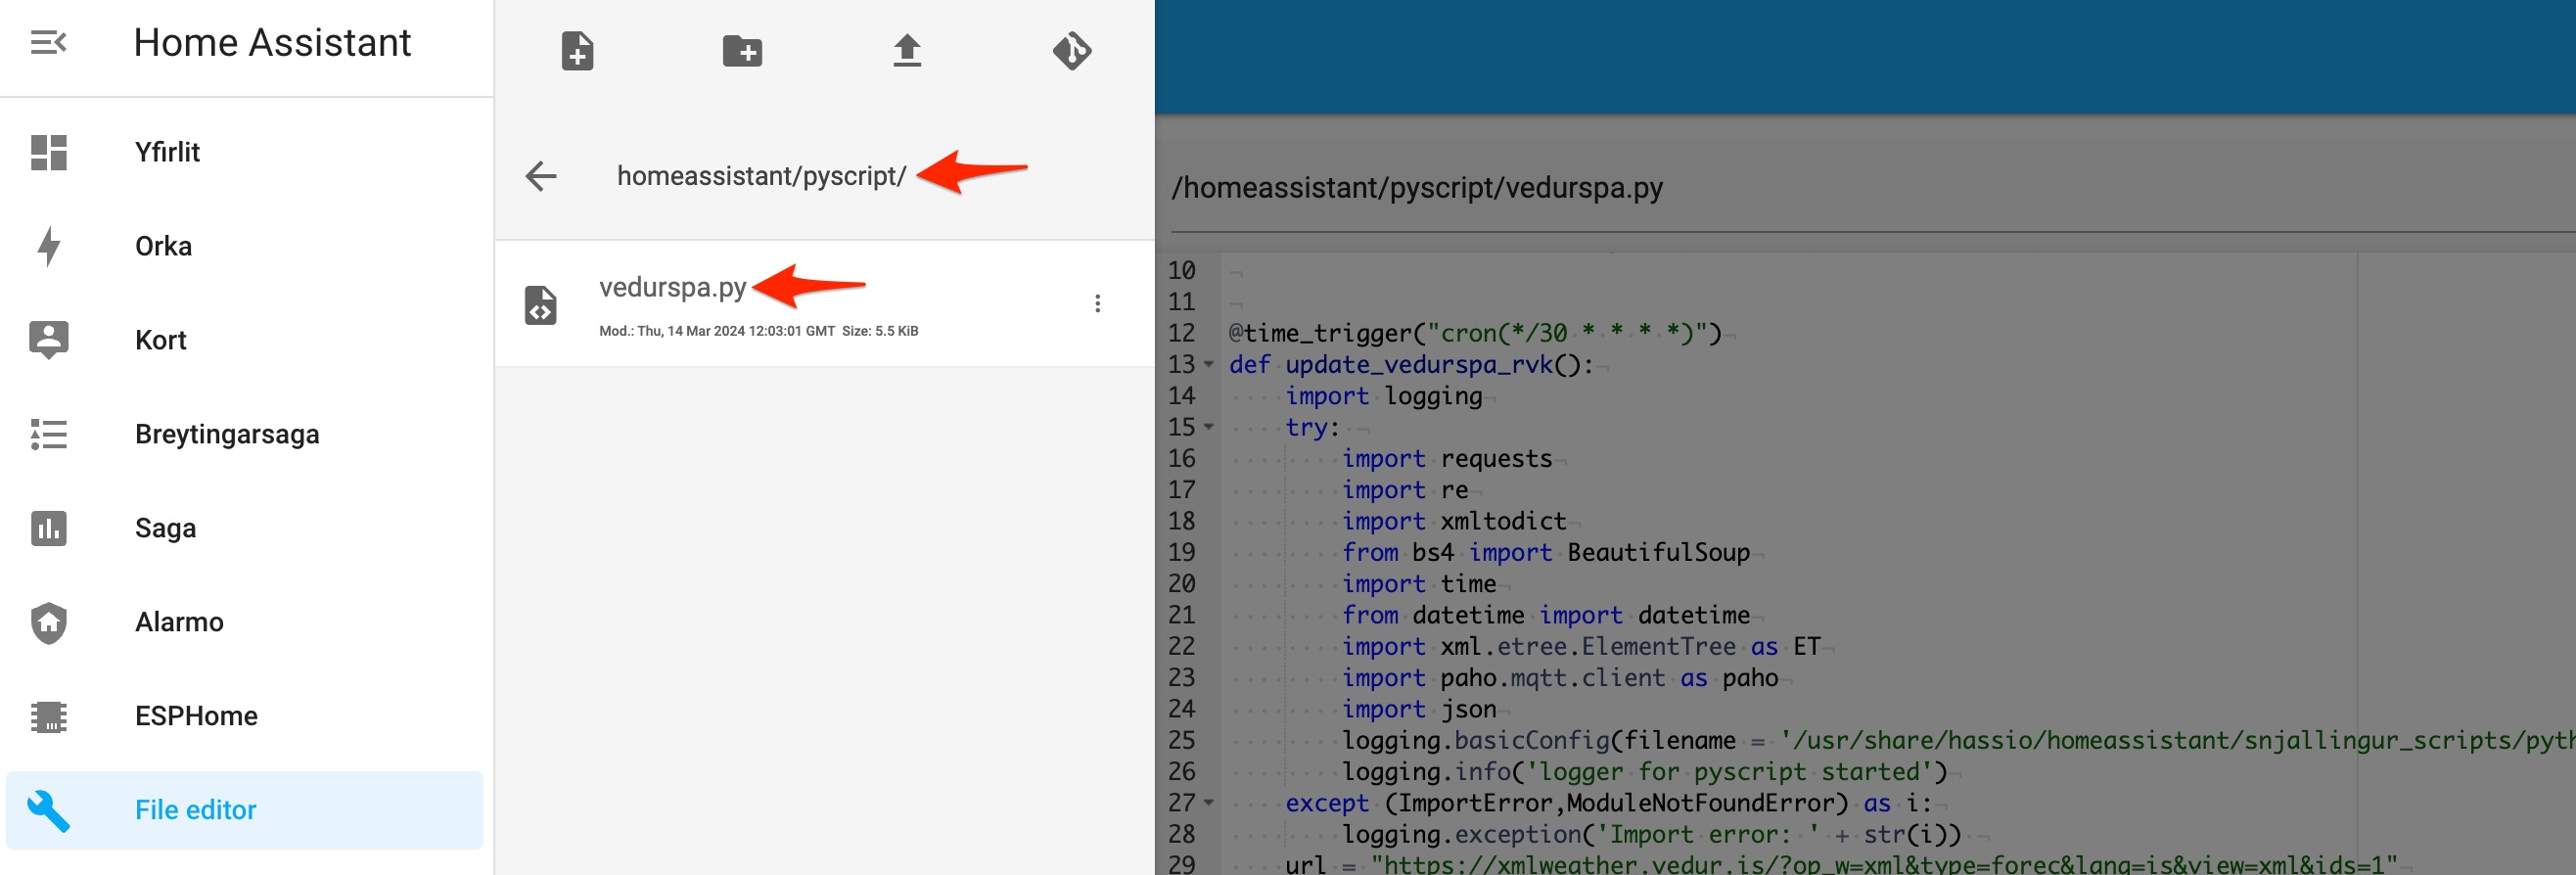 Home Assistant
Yfirlit
Orka
Kort
Breytingarsaga
Saga
Alarmo
ESPHome
File editor
homeassistant/pyscript/
vedurspa.py
Mod.: Thu, 14 Mar 2024 12:03:01 GMT Size: 5.5 KiB
/homeassistant/pyscript/vedurspa.py
10
11
12 @time_trigger("cron(*/30 * * * *)")
13 def update_vedurspa_rvk():
14     import logging
15     try:
16         import requests
17         import re
18         import xmltodict
19         from bs4 import BeautifulSoup
20         import time
21         from datetime import datetime
22         import xml.etree.ElementTree as ET
23         import paho.mqtt.client as paho
24         import json
25         logging.basicConfig(filename = '/usr/share/hassio/homeassistant/snjallingur_scripts/pyth
26         logging.info('logger for pyscript started')
27     except (ImportError,ModuleNotFoundError) as i:
28         logging.exception('Import error: ' + str(i))
29     url = "https://xmlweather.vedur.is/?op_w=xml&type=forec&lang=is&view=xml&ids=1"